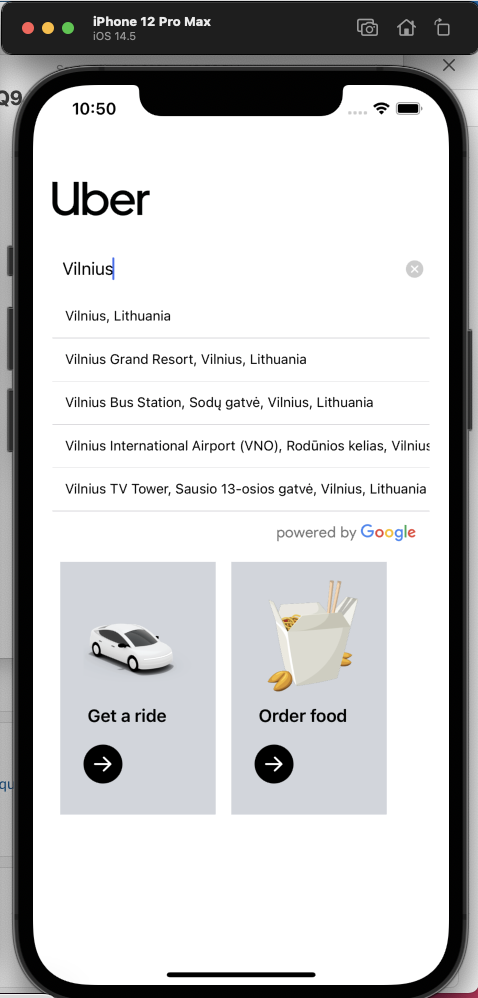 iPhone 12 Pro Max
iOS 14.5
Q9
10:50
Uber
Vilnius
Vilnius, Lithuania
Vilnius Grand Resort, Vilnius, Lithuania
Vilnius Bus Station, Sodų gatvė, Vilnius, Lithuania
Vilnius International Airport (VNO), Rodūnios kelias, Vilnius
Vilnius TV Tower, Sausio 13-osios gatvė, Vilnius, Lithuania
powered by Google
Get a ride
Order food
qu